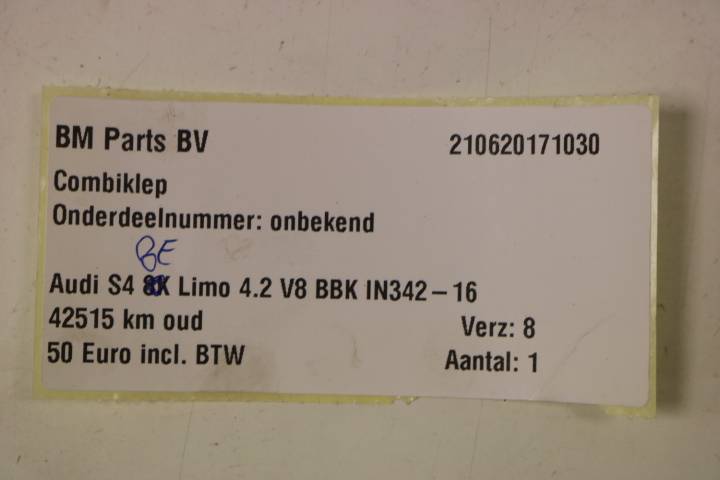 BM Parts BV 210620171030
Combiklep
Onderdeelnummer: onbekend
BE
Audi S4 8K Limo 4.2 V8 BBK IN342-16
42515 km oud Verz: 8
50 Euro incl. BTW Aantal: 1